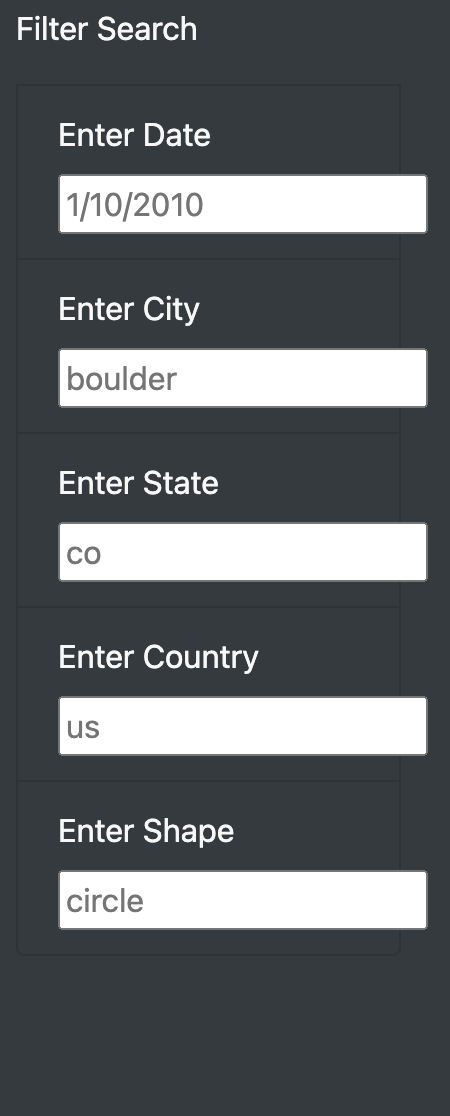 Filter Search
Enter Date
1/10/2010
Enter City
boulder
Enter State
co
Enter Country
us
Enter Shape
circle